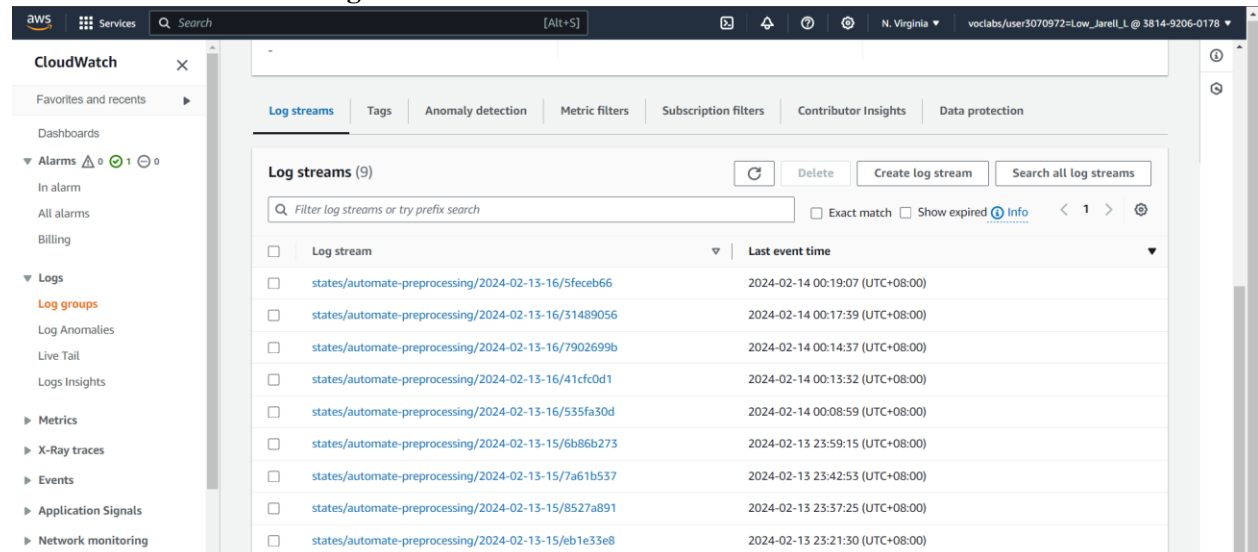 aws Services Search [Alt+S] N. Virginia voclabs/user3070972=Low_Jarell_L @ 3814-9206-0178
CloudWatch
Favorites and recents
Dashboards
Alarms 0 1 0
In alarm
All alarms
Billing
Logs
Log groups
Log Anomalies
Live Tail
Logs Insights
Metrics
X-Ray traces
Events
Application Signals
Network monitoring
-
Log streams Tags Anomaly detection Metric filters Subscription filters Contributor Insights Data protection
Log streams (9) Delete Create log stream Search all log streams
Filter log streams or try prefix search Exact match Show expired Info 1
Log stream Last event time
states/automate-preprocessing/2024-02-13-16/5feceb66 2024-02-14 00:19:07 (UTC+08:00)
states/automate-preprocessing/2024-02-13-16/31489056 2024-02-14 00:17:39 (UTC+08:00)
states/automate-preprocessing/2024-02-13-16/7902699b 2024-02-14 00:14:37 (UTC+08:00)
states/automate-preprocessing/2024-02-13-16/41cfc0d1 2024-02-14 00:13:32 (UTC+08:00)
states/automate-preprocessing/2024-02-13-16/535fa30d 2024-02-14 00:08:59 (UTC+08:00)
states/automate-preprocessing/2024-02-13-15/6b86b273 2024-02-13 23:59:15 (UTC+08:00)
states/automate-preprocessing/2024-02-13-15/7a61b537 2024-02-13 23:42:53 (UTC+08:00)
states/automate-preprocessing/2024-02-13-15/8527a891 2024-02-13 23:37:25 (UTC+08:00)
states/automate-preprocessing/2024-02-13-15/eb1e33e8 2024-02-13 23:21:30 (UTC+08:00)